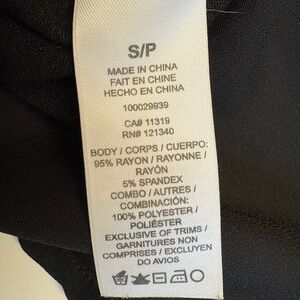 S/P
MADE IN CHINA
FAIT EN CHINE
HECHO EN CHINA
100029939
CA# 11319
RN# 121340
BODY / CORPS / CUERPO:
95% RAYON / RAYONNE /
RAYÓN
5% SPANDEX
COMBO / AUTRES /
COMBINACIÓN:
100% POLYESTER /
POLIÉSTER
EXCLUSIVE OF TRIMS /
GARNITURES NON
COMPRISES / EXCLUYEN
DO AVIOS